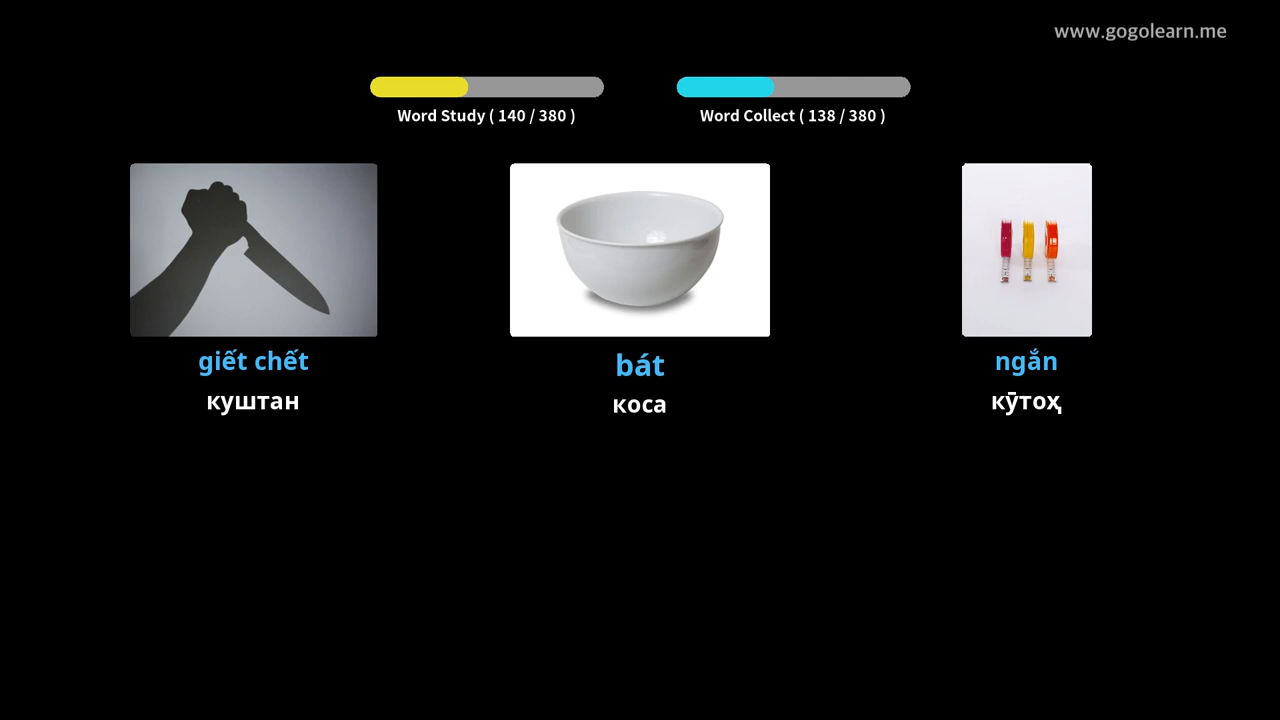 www.gogolearn.me
Word Study ( 140 / 380 )
Word Collect ( 138 / 380 )
giết chết
bát
ngắn
куштан
коса
кӯтоҳ